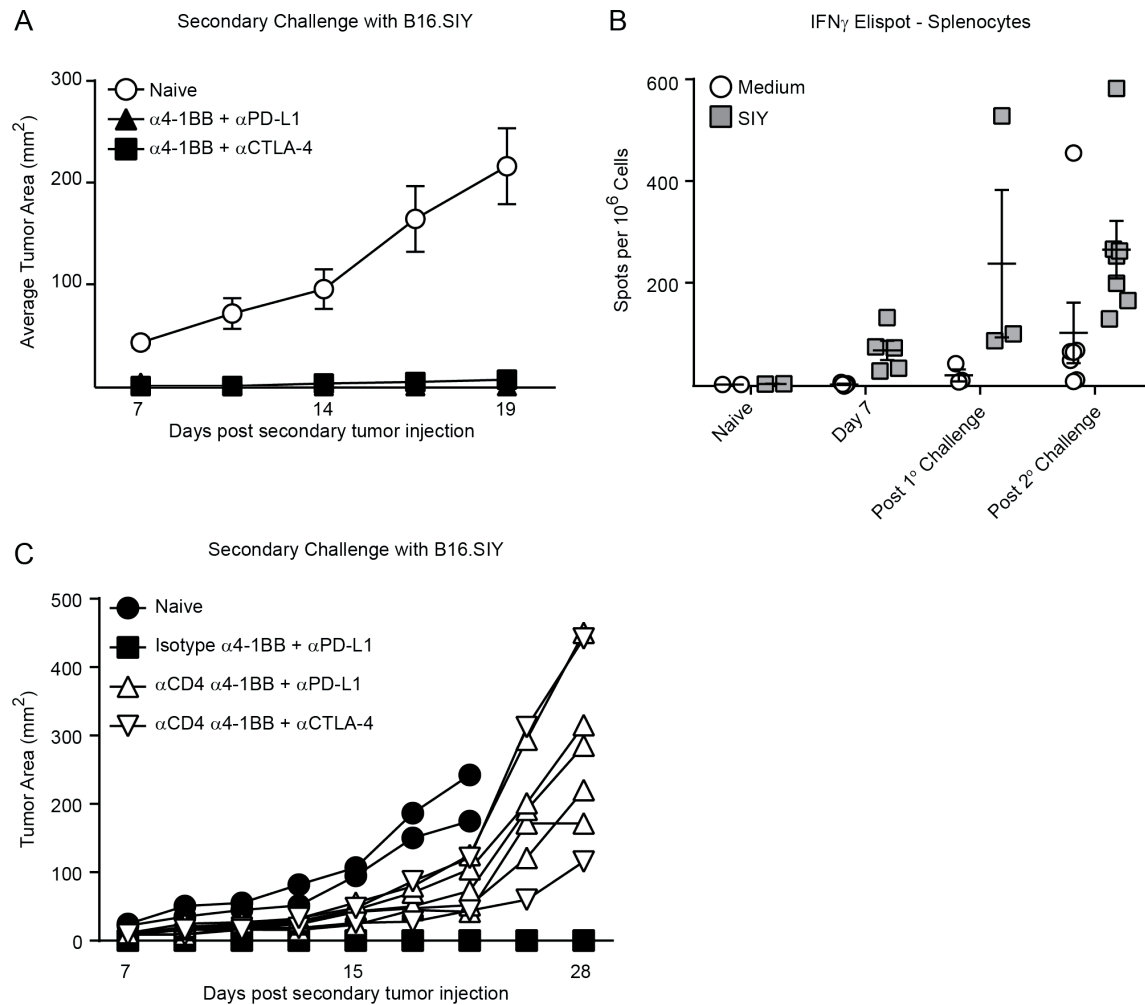 A
Secondary Challenge with B16.SIY
Average Tumor Area (mm²)
300
200
100
Naive
α4-1BB + αPD-L1
α4-1BB + αCTLA-4
7
14
19
Days post secondary tumor injection
B
IFNγ Elispot - Splenocytes
Spots per 10⁶ Cells
600
400
200
Medium
SIY
Naive
Day 7
Post 1° Challenge
Post 2° Challenge
C
Secondary Challenge with B16.SIY
Tumor Area (mm²)
500
400
300
200
100
0
Naive
Isotype α4-1BB + αPD-L1
αCD4 α4-1BB + αPD-L1
αCD4 α4-1BB + αCTLA-4
7
15
28
Days post secondary tumor injection